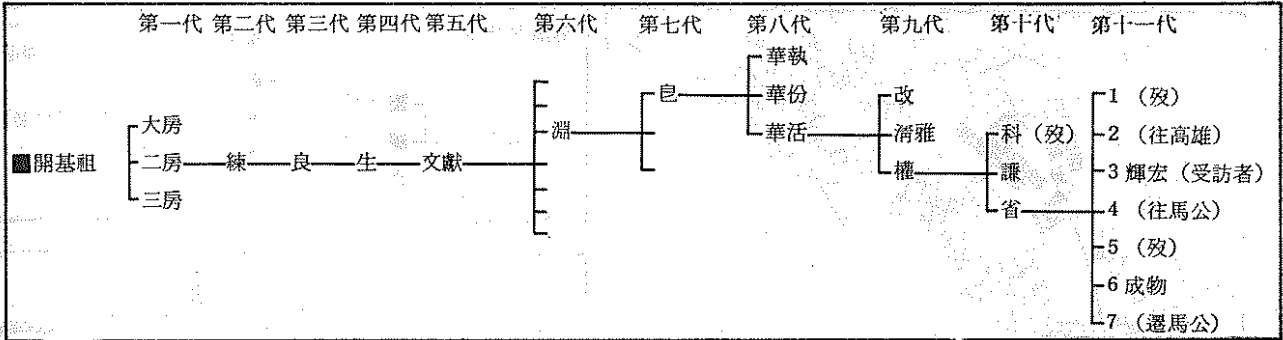 第一代 第二代 第三代 第四代 第五代 第六代 第七代 第八代 第九代 第十代 第十一代
華執
皀 華份 改 1 （歿）
大房 淵 華活 濳雅 科（歿） 2 （往高雄）
■開基祖 二房 練 良 生 文獻 權 謙 3 輝宏（受訪者）
三房 省 4 （往馬公）
5 （歿）
6 成物
7 （遷馬公）